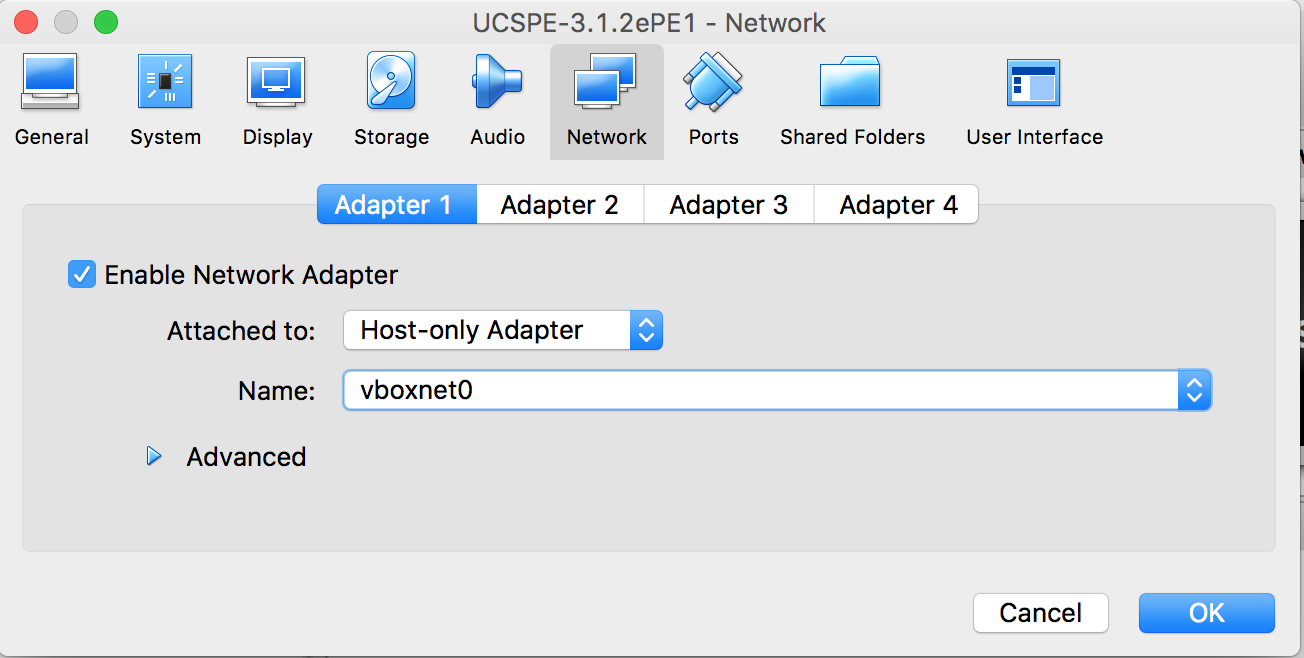 UCSPE-3.1.2ePE1 - Network
General System Display Storage Audio Network Ports Shared Folders User Interface
Adapter 1 Adapter 2 Adapter 3 Adapter 4
Enable Network Adapter
Attached to: Host-only Adapter
Name: vboxnet0
Advanced
Cancel OK